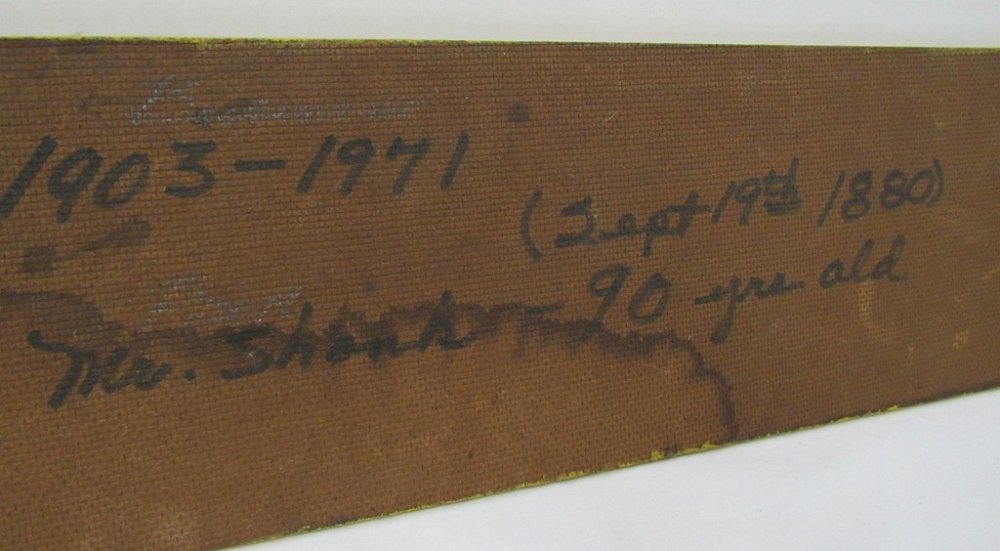 1903-1971
(Sept 19th 1880)
Mr. Shank - 90 yrs. old